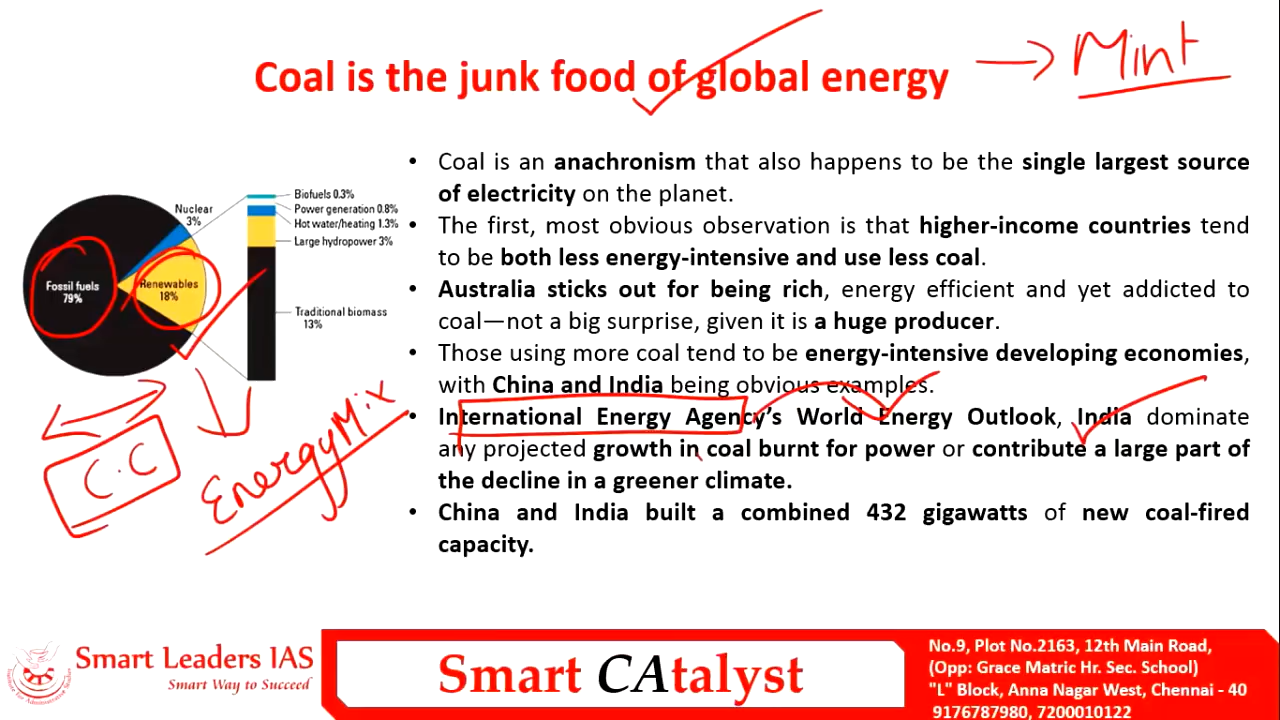 Coal is the junk food of global energy
→ Mint
• Coal is an anachronism that also happens to be the single largest source
of electricity on the planet.
• The first, most obvious observation is that higher-income countries tend
to be both less energy-intensive and use less coal.
• Australia sticks out for being rich, energy efficient and yet addicted to
coal—not a big surprise, given it is a huge producer.
• Those using more coal tend to be energy-intensive developing economies,
with China and India being obvious examples.
• International Energy Agency's World Energy Outlook, India dominate
any projected growth in coal burnt for power or contribute a large part of
the decline in a greener climate.
• China and India built a combined 432 gigawatts of new coal-fired
capacity.
Nuclear
3%
Fossil fuels
79%
Renewables
18%
Biofuels 0.3%
Power generation 0.8%
Hot water/heating 1.3%
Large hydropower 3%
Traditional biomass
13%
C.C
Energy Mix
Smart Leaders IAS
Smart Way to Succeed
Smart CAtalyst
No.9, Plot No.2163, 12th Main Road,
(Opp: Grace Matric Hr. Sec. School)
"L" Block, Anna Nagar West, Chennai - 40
9176787980, 7200010122